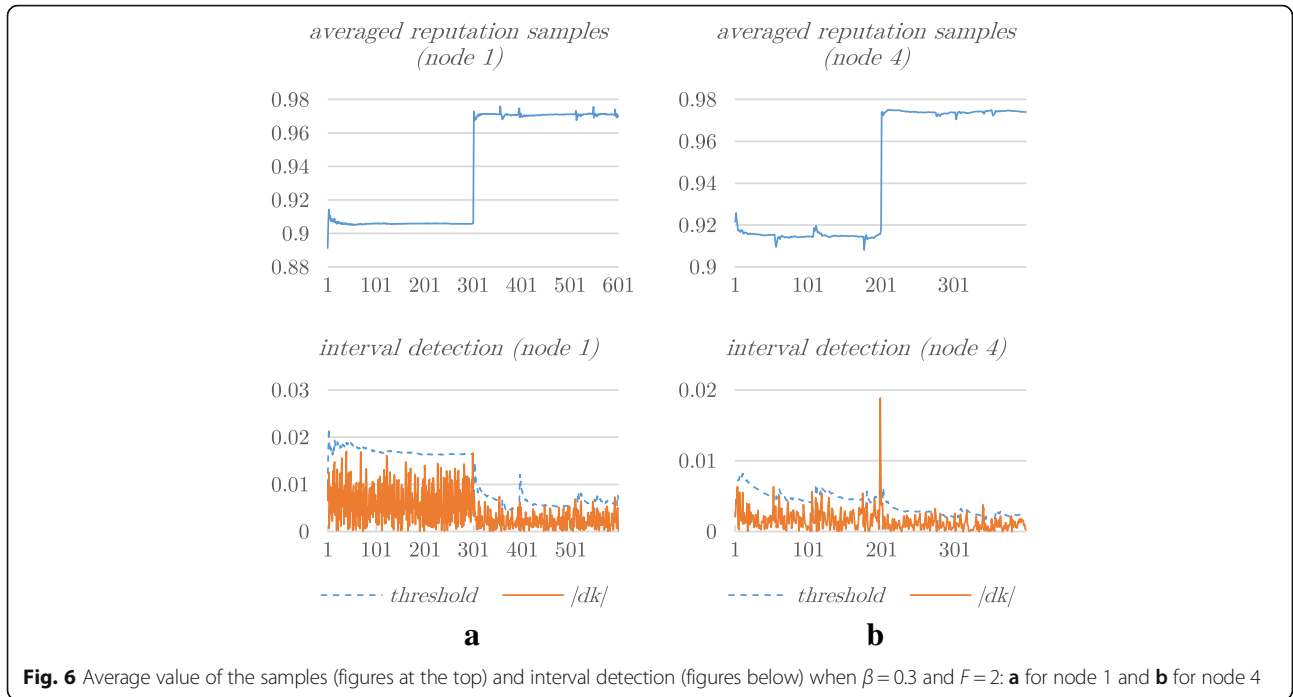 averaged reputation samples
(node 1)
0.98
0.96
0.94
0.92
0.9
0.88
1 101 201 301 401 501 601
averaged reputation samples
(node 4)
0.98
0.96
0.94
0.92
0.9
1 101 201 301
interval detection (node 1)
0.03
0.02
0.01
0
1 101 201 301 401 501
threshold |dk|
a
interval detection (node 4)
0.02
0.01
0
1 101 201 301
threshold |dk|
b
Fig. 6 Average value of the samples (figures at the top) and interval detection (figures below) when β = 0.3 and F = 2: a for node 1 and b for node 4